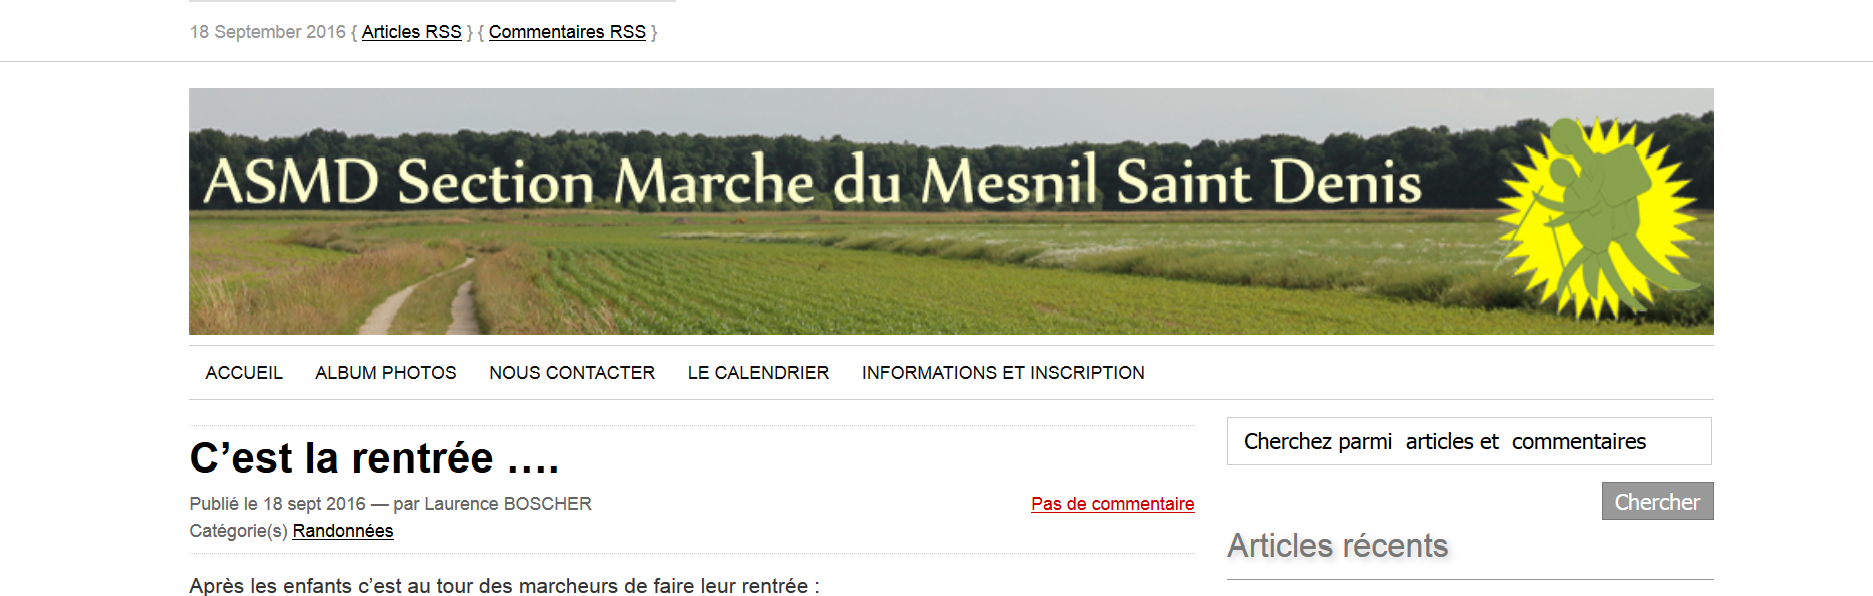 18 September 2016 { Articles RSS } { Commentaires RSS }
ASMD Section Marche du Mesnil Saint Denis
ACCUEIL ALBUM PHOTOS NOUS CONTACTER LE CALENDRIER INFORMATIONS ET INSCRIPTION
C’est la rentrée ….
Publié le 18 sept 2016 — par Laurence BOSCHER
Pas de commentaire
Catégorie(s) Randonnées
Après les enfants c’est au tour des marcheurs de faire leur rentrée :
Cherchez parmi articles et commentaires
Chercher
Articles récents